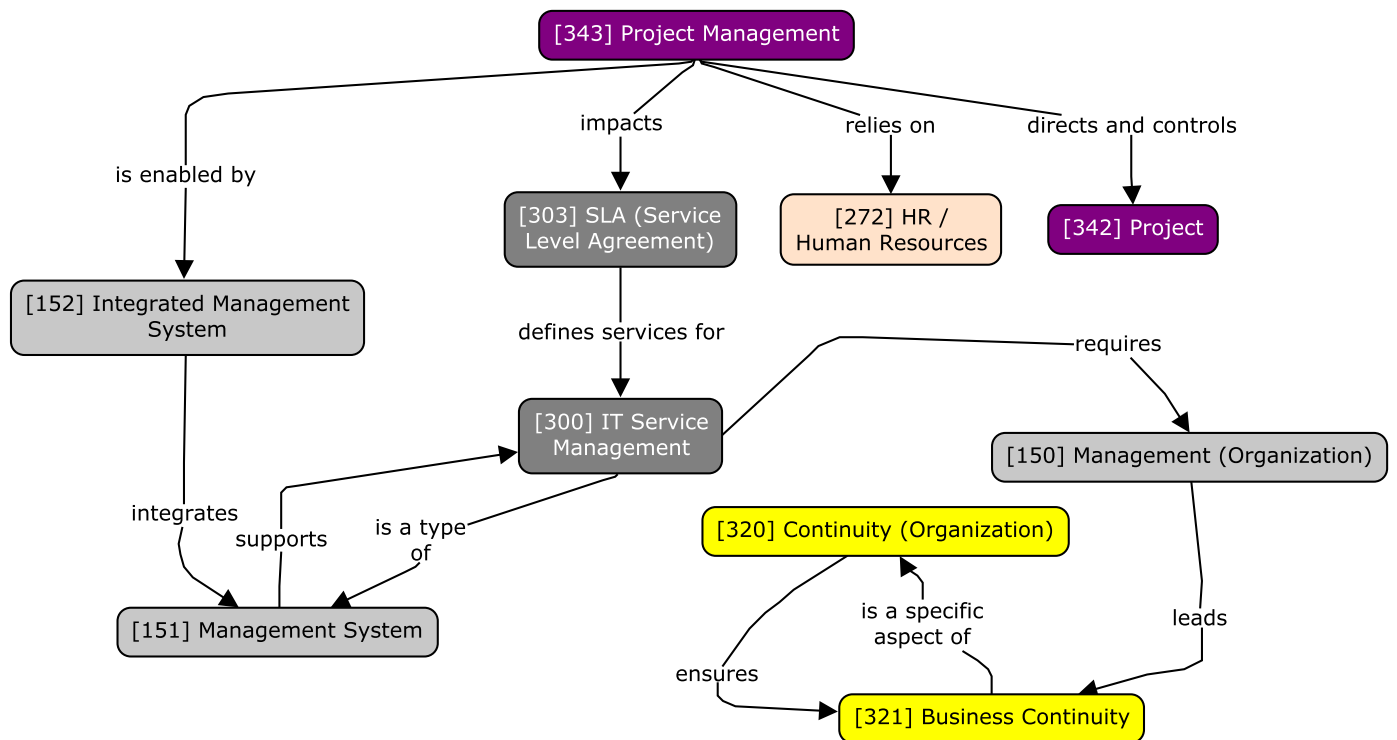 [343] Project Management
impacts
relies on
directs and controls
is enabled by
[303] SLA (Service
Level Agreement)
[272] HR /
Human Resources
[342] Project
[152] Integrated Management
System
defines services for
requires
[300] IT Service
Management
[150] Management (Organization)
integrates
supports
is a type
of
[320] Continuity (Organization)
is a specific
aspect of
leads
[151] Management System
ensures
[321] Business Continuity